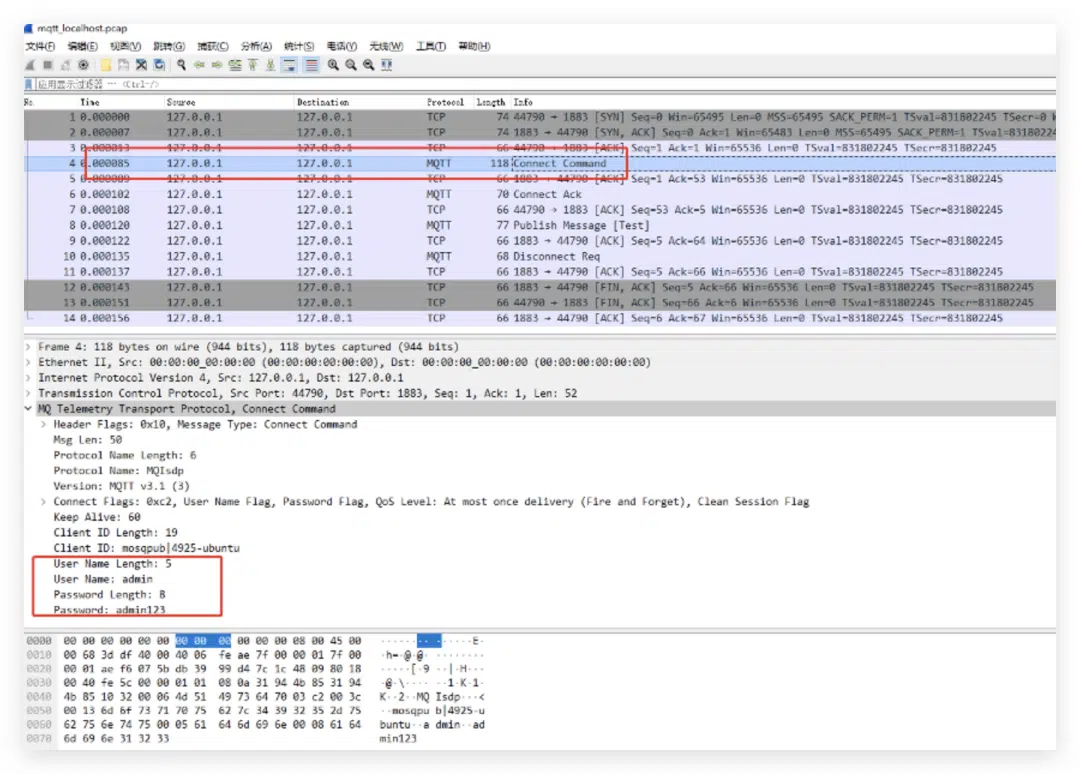 mqtt_localhost.pcap
文件(F) 编辑(E) 视图(V) 跳转(G) 捕获(C) 分析(A) 统计(S) 电话(Y) 无线(W) 工具(T) 帮助(H)
应用显示过滤器 … <Ctrl-/>
No. Time Source Destination Protocol Length Info
1 0.000000 127.0.0.1 127.0.0.1 TCP 74 44790 → 1883 [SYN] Seq=0 Win=65495 Len=0 MSS=65495 SACK_PERM=1 TSval=831802245 TSecr=0 W
2 0.000007 127.0.0.1 127.0.0.1 TCP 74 1883 → 44790 [SYN, ACK] Seq=0 Ack=1 Win=65483 Len=0 MSS=65495 SACK_PERM=1 TSval=831802245
3 0.000013 127.0.0.1 127.0.0.1 TCP 66 44790 → 1883 [ACK] Seq=1 Ack=1 Win=65536 Len=0 TSval=831802245 TSecr=831802245
4 0.000085 127.0.0.1 127.0.0.1 MQTT 118 Connect Command
5 0.000089 127.0.0.1 127.0.0.1 TCP 66 1883 → 44790 [ACK] Seq=1 Ack=53 Win=65536 Len=0 TSval=831802245 TSecr=831802245
6 0.000102 127.0.0.1 127.0.0.1 MQTT 70 Connect Ack
7 0.000108 127.0.0.1 127.0.0.1 TCP 66 44790 → 1883 [ACK] Seq=53 Ack=5 Win=65536 Len=0 TSval=831802245 TSecr=831802245
8 0.000120 127.0.0.1 127.0.0.1 MQTT 77 Publish Message [Test]
9 0.000122 127.0.0.1 127.0.0.1 TCP 66 1883 → 44790 [ACK] Seq=5 Ack=64 Win=65536 Len=0 TSval=831802245 TSecr=831802245
10 0.000135 127.0.0.1 127.0.0.1 MQTT 68 Disconnect Req
11 0.000137 127.0.0.1 127.0.0.1 TCP 66 1883 → 44790 [ACK] Seq=5 Ack=66 Win=65536 Len=0 TSval=831802245 TSecr=831802245
12 0.000143 127.0.0.1 127.0.0.1 TCP 66 1883 → 44790 [FIN, ACK] Seq=5 Ack=66 Win=65536 Len=0 TSval=831802245 TSecr=831802245
13 0.000151 127.0.0.1 127.0.0.1 TCP 66 44790 → 1883 [FIN, ACK] Seq=66 Ack=6 Win=65536 Len=0 TSval=831802245 TSecr=831802245
14 0.000156 127.0.0.1 127.0.0.1 TCP 66 1883 → 44790 [ACK] Seq=6 Ack=67 Win=65536 Len=0 TSval=831802245 TSecr=831802245
Frame 4: 118 bytes on wire (944 bits), 118 bytes captured (944 bits)
Ethernet II, Src: 00:00:00_00:00:00 (00:00:00:00:00:00), Dst: 00:00:00_00:00:00 (00:00:00:00:00:00)
Internet Protocol Version 4, Src: 127.0.0.1, Dst: 127.0.0.1
Transmission Control Protocol, Src Port: 44790, Dst Port: 1883, Seq: 1, Ack: 1, Len: 52
MQ Telemetry Transport Protocol, Connect Command
Header Flags: 0x10, Message Type: Connect Command
Msg Len: 50
Protocol Name Length: 6
Protocol Name: MQIsdp
Version: MQTT v3.1 (3)
Connect Flags: 0xc2, User Name Flag, Password Flag, QoS Level: At most once delivery (Fire and Forget), Clean Session Flag
Keep Alive: 60
Client ID Length: 19
Client ID: mosqpub|4925-ubuntu
User Name Length: 5
User Name: admin
Password Length: 8
Password: admin123
0000 00 00 00 00 00 00 00 00 00 00 00 00 08 00 45 00 ······ ·· ·····E·
0010 00 68 3d df 40 00 40 06 fe ae 7f 00 00 01 7f 00 ·h=·@·@· ········
0020 00 01 ae f6 07 5b db 39 99 d4 7c 1c 48 09 80 18 ·····[·9 ··|·H···
0030 00 40 fe 5c 00 00 01 01 08 0a 31 94 4b 85 31 94 ·@·\···· ··1·K·1·
0040 4b 85 10 32 00 06 4d 51 49 73 64 70 03 c2 00 3c K··2··MQ Isdp···<
0050 00 13 6d 6f 73 71 70 75 62 7c 34 39 32 35 2d 75 ··mosqpu b|4925-u
0060 62 75 6e 74 75 00 05 61 64 6d 69 6e 00 08 61 64 buntu··a dmin··ad
0070 6d 69 6e 31 32 33 min123